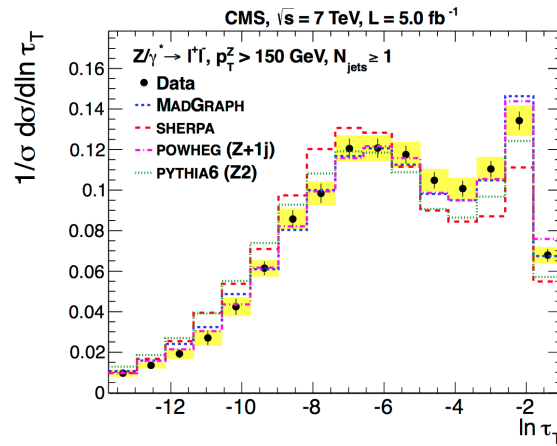 CMS, √s = 7 TeV, L = 5.0 fb⁻¹
Z/γ* → l⁺l⁻, p_T^Z > 150 GeV, N_jets ≥ 1
Data
MADGRAPH
SHERPA
POWHEG (Z+1j)
PYTHIA6 (Z2)
1/σ dσ/dln τ_T
0.16
0.14
0.12
0.1
0.08
0.06
0.04
0.02
0
-12 -10 -8 -6 -4 -2
ln τ_T